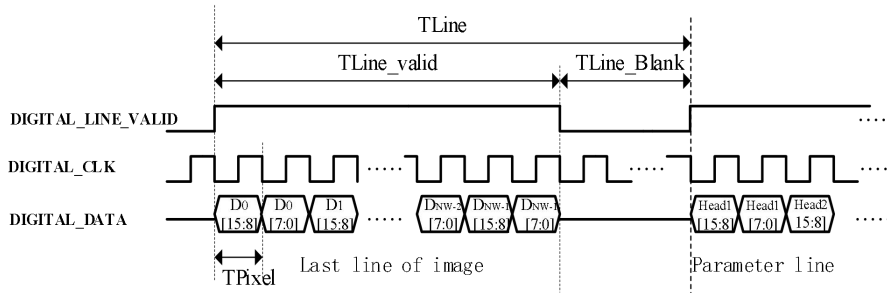 TLine
TLine_valid TLine_Blank
DIGITAL_LINE_VALID ....
DIGITAL_CLK ..... ..... ....
DIGITAL_DATA D0 [15:8] D0 [7:0] D1 [15:8] ..... DNW-2 [7:0] DNW-1 [15:8] DNW-1 [7:0] Head1 [15:8] Head1 [7:0] Head2 15:8] ....
TPixel Last line of image Parameter line